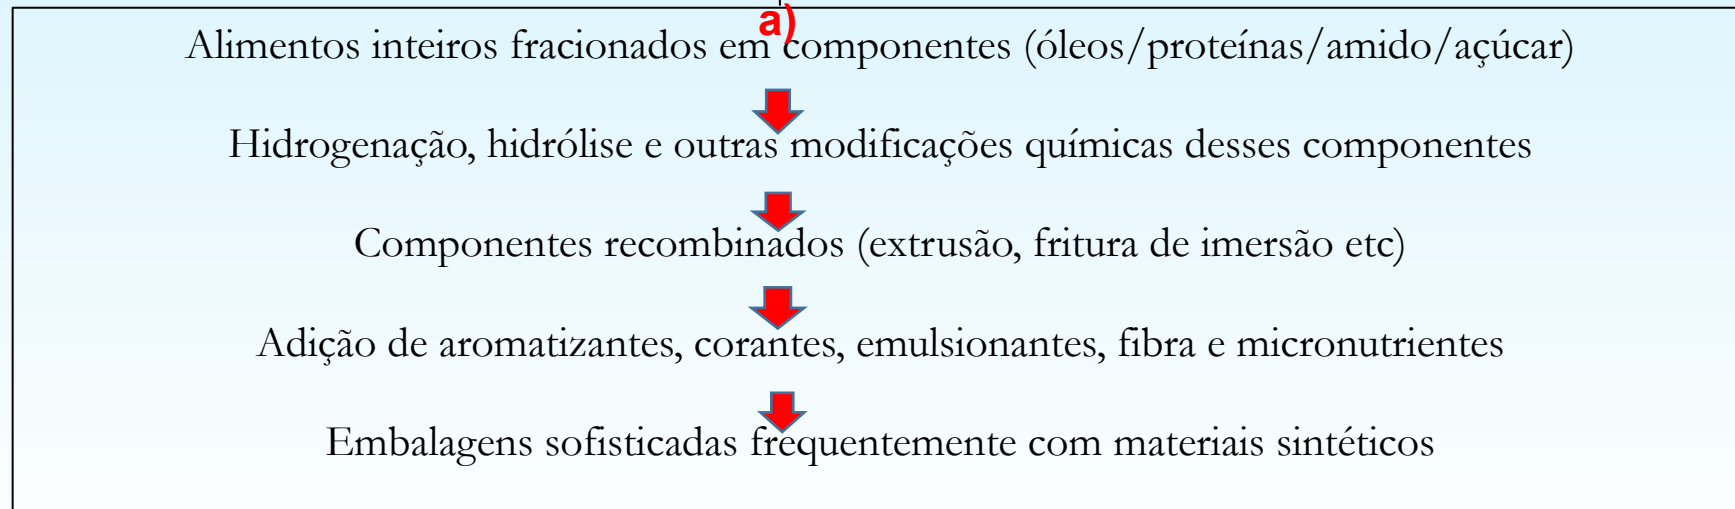 a)
Alimentos inteiros fracionados em componentes (óleos/proteínas/amido/açúcar)
Hidrogenação, hidrólise e outras modificações químicas desses componentes
Componentes recombinados (extrusão, fritura de imersão etc)
Adição de aromatizantes, corantes, emulsionantes, fibra e micronutrientes
Embalagens sofisticadas frequentemente com materiais sintéticos